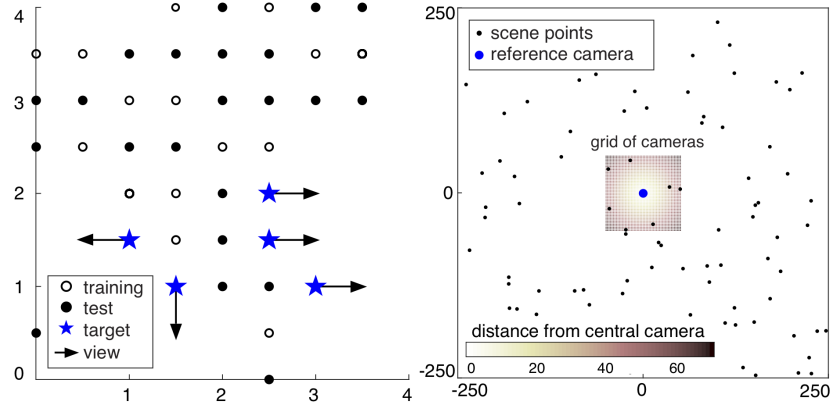 4
3
2
1
0
1
2
3
4
training
test
target
view
250
0
-250
-250
0
250
scene points
reference camera
grid of cameras
distance from central camera
0
20
40
60